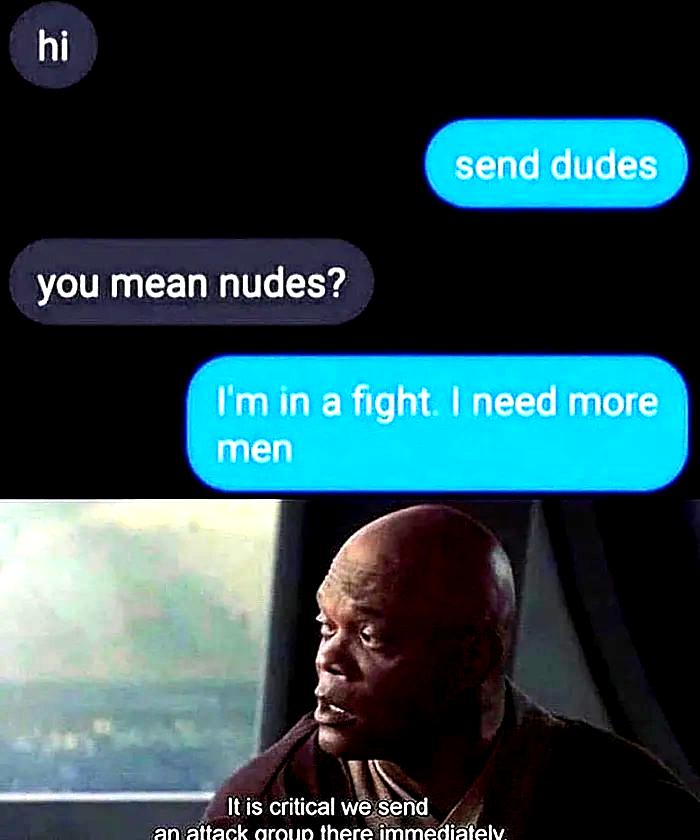 hi
send dudes
you mean nudes?
I'm in a fight. I need more
men
It is critical we send
an attack group there immediately.